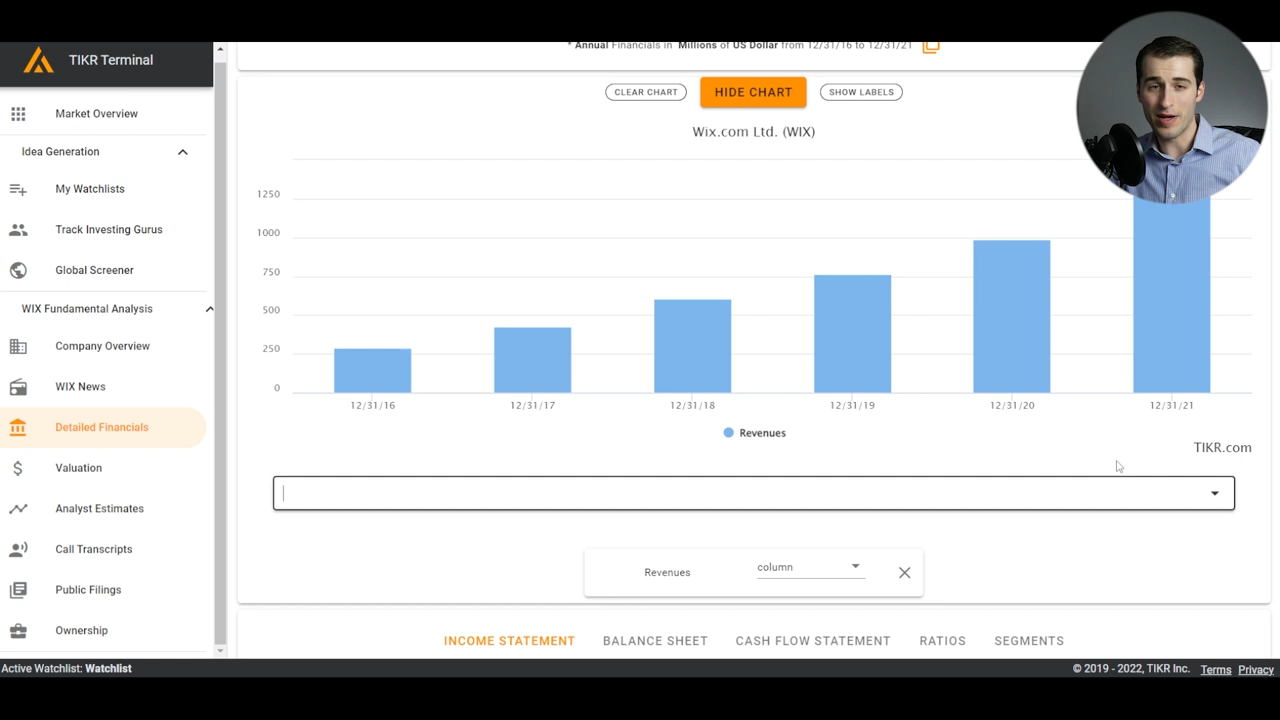 TIKR Terminal
Market Overview
Idea Generation
My Watchlists
Track Investing Gurus
Global Screener
WIX Fundamental Analysis
Company Overview
WIX News
Detailed Financials
Valuation
Analyst Estimates
Call Transcripts
Public Filings
Ownership
* Annual Financials in Millions of US Dollar from 12/31/16 to 12/31/21
CLEAR CHART HIDE CHART SHOW LABELS
Wix.com Ltd. (WIX)
1250
1000
750
500
250
0
12/31/16 12/31/17 12/31/18 12/31/19 12/31/20 12/31/21
Revenues
TIKR.com
Revenues column
INCOME STATEMENT BALANCE SHEET CASH FLOW STATEMENT RATIOS SEGMENTS
Active Watchlist: Watchlist
© 2019 - 2022, TIKR Inc. Terms Privacy